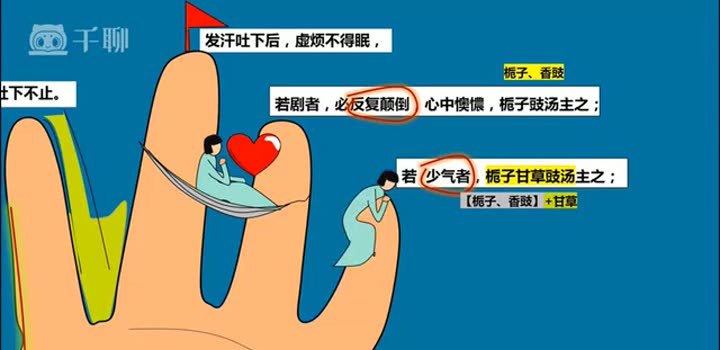 千聊
发汗吐下后，虚烦不得眠，
吐下不止。
栀子、香豉
若剧者，必反复颠倒 心中懊憹，栀子豉汤主之；
若 少气者，栀子甘草豉汤主之；
【栀子、香豉】+甘草